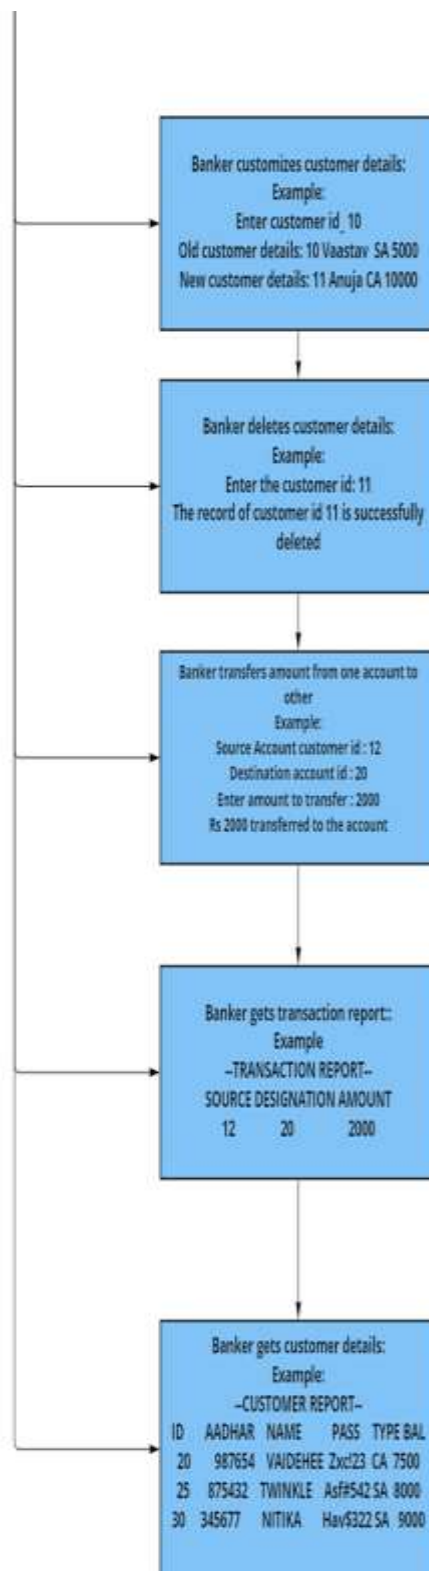 Banker customizes customer details:
Example:
Enter customer id_ 10
Old customer details: 10 Vaastav SA 5000
New customer details: 11 Anuja CA 10000
Banker deletes customer details:
Example:
Enter the customer id: 11
The record of customer id 11 is successfully
deleted
Banker transfers amount from one account to
other
Example:
Source Account customer id : 12
Destination account id : 20
Enter amount to transfer : 2000
Rs 2000 transferred to the account
Banker gets transaction report::
Example
--TRANSACTION REPORT--
SOURCE DESIGNATION AMOUNT
12 20 2000
Banker gets customer details:
Example:
--CUSTOMER REPORT--
ID AADHAR NAME PASS TYPE BAL
20 987654 VAIDEHEE Zxc!23 CA 7500
25 875432 TWINKLE Asf#542 SA 8000
30 345677 NITIKA Hav$322 SA 9000